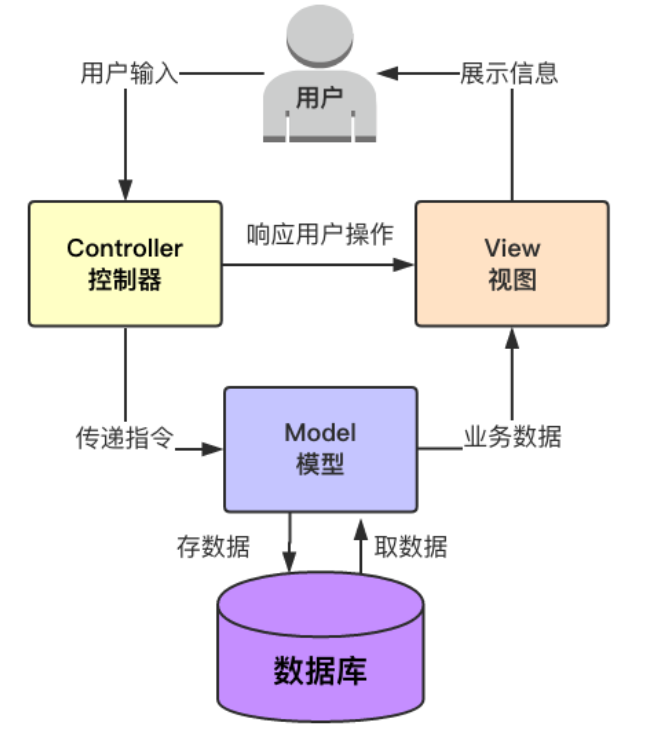 用户
用户输入
展示信息
Controller
控制器
响应用户操作
View
视图
传递指令
Model
模型
业务数据
存数据
取数据
数据库